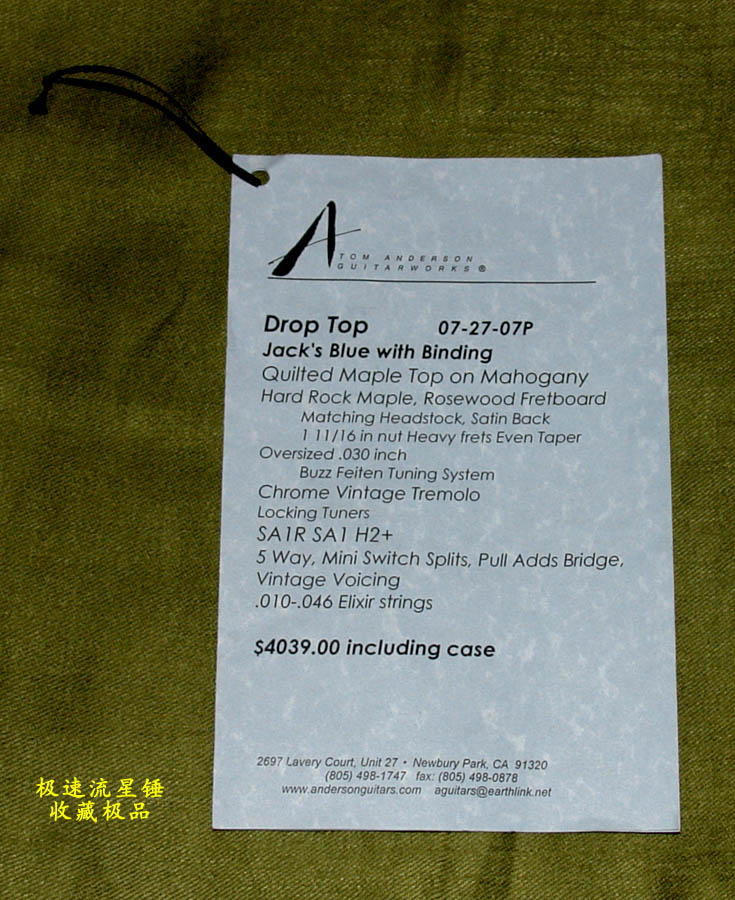 TOM ANDERSON
GUITARWORKS ®
Drop Top 07-27-07P
Jack's Blue with Binding
Quilted Maple Top on Mahogany
Hard Rock Maple, Rosewood Fretboard
Matching Headstock, Satin Back
1 11/16 in nut Heavy frets Even Taper
Oversized .030 inch
Buzz Feiten Tuning System
Chrome Vintage Tremolo
Locking Tuners
SA1R SA1 H2+
5 Way, Mini Switch Splits, Pull Adds Bridge,
Vintage Voicing
.010-.046 Elixir strings
$4039.00 including case
2697 Lavery Court, Unit 27 • Newbury Park, CA 91320
(805) 498-1747 fax: (805) 498-0878
www.andersonguitars.com aguitars@earthlink.net
极速流星锤
收藏极品